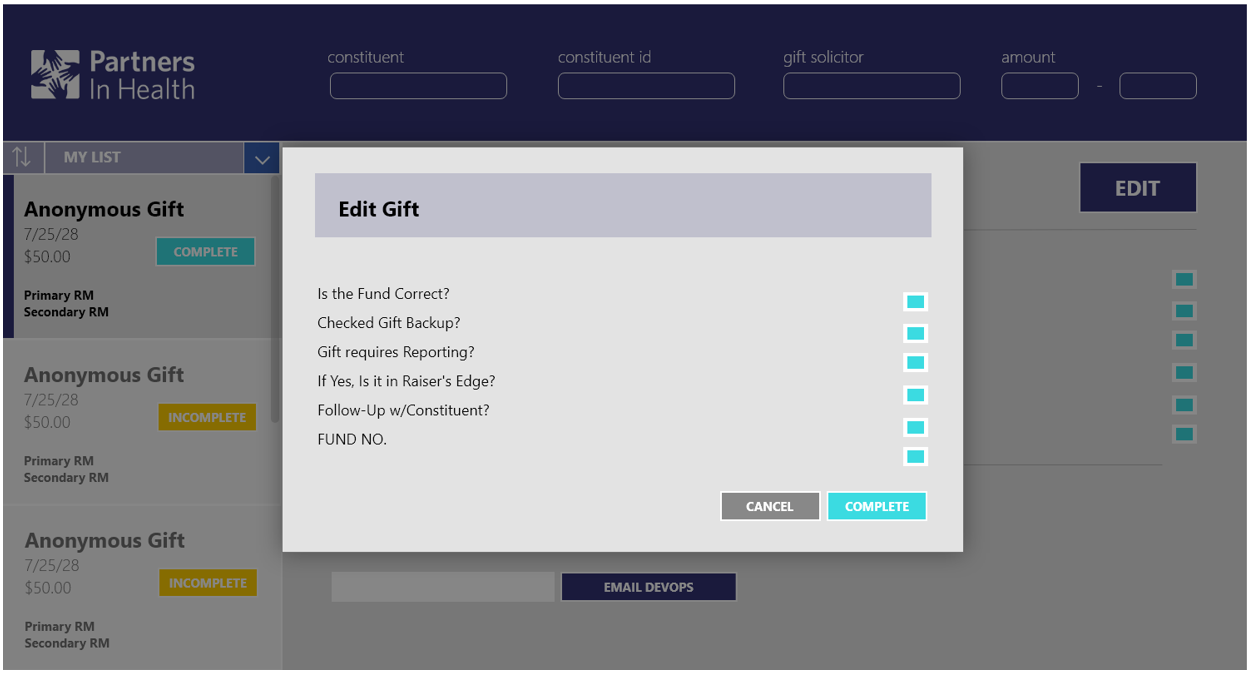 Partners
In Health
constituent
constituent id
gift solicitor
amount
-
MY LIST
EDIT
Anonymous Gift
7/25/28
$50.00
COMPLETE
Primary RM
Secondary RM
Anonymous Gift
7/25/28
$50.00
INCOMPLETE
Primary RM
Secondary RM
Anonymous Gift
7/25/28
$50.00
INCOMPLETE
Primary RM
Secondary RM
Edit Gift
Is the Fund Correct?
Checked Gift Backup?
Gift requires Reporting?
If Yes, Is it in Raiser's Edge?
Follow-Up w/Constituent?
FUND NO.
CANCEL
COMPLETE
EMAIL DEVOPS